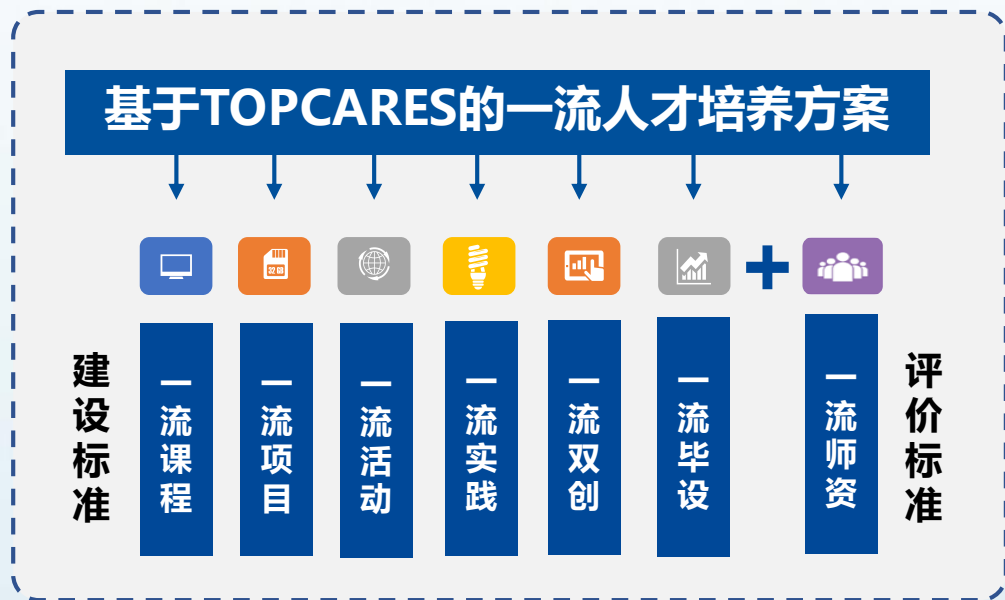 基于TOPCARES的一流人才培养方案
32 GB
建设标准
一流课程
一流项目
一流活动
一流实践
一流双创
一流毕设
一流师资
评价标准